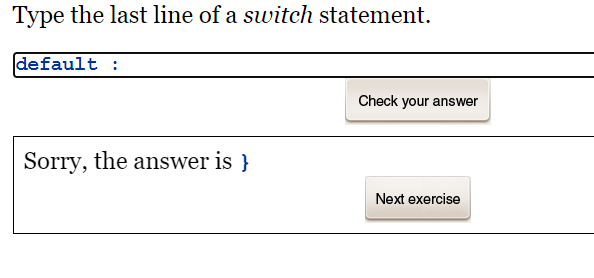 Type the last line of a switch statement.
default :
Check your answer
Sorry, the answer is }
Next exercise